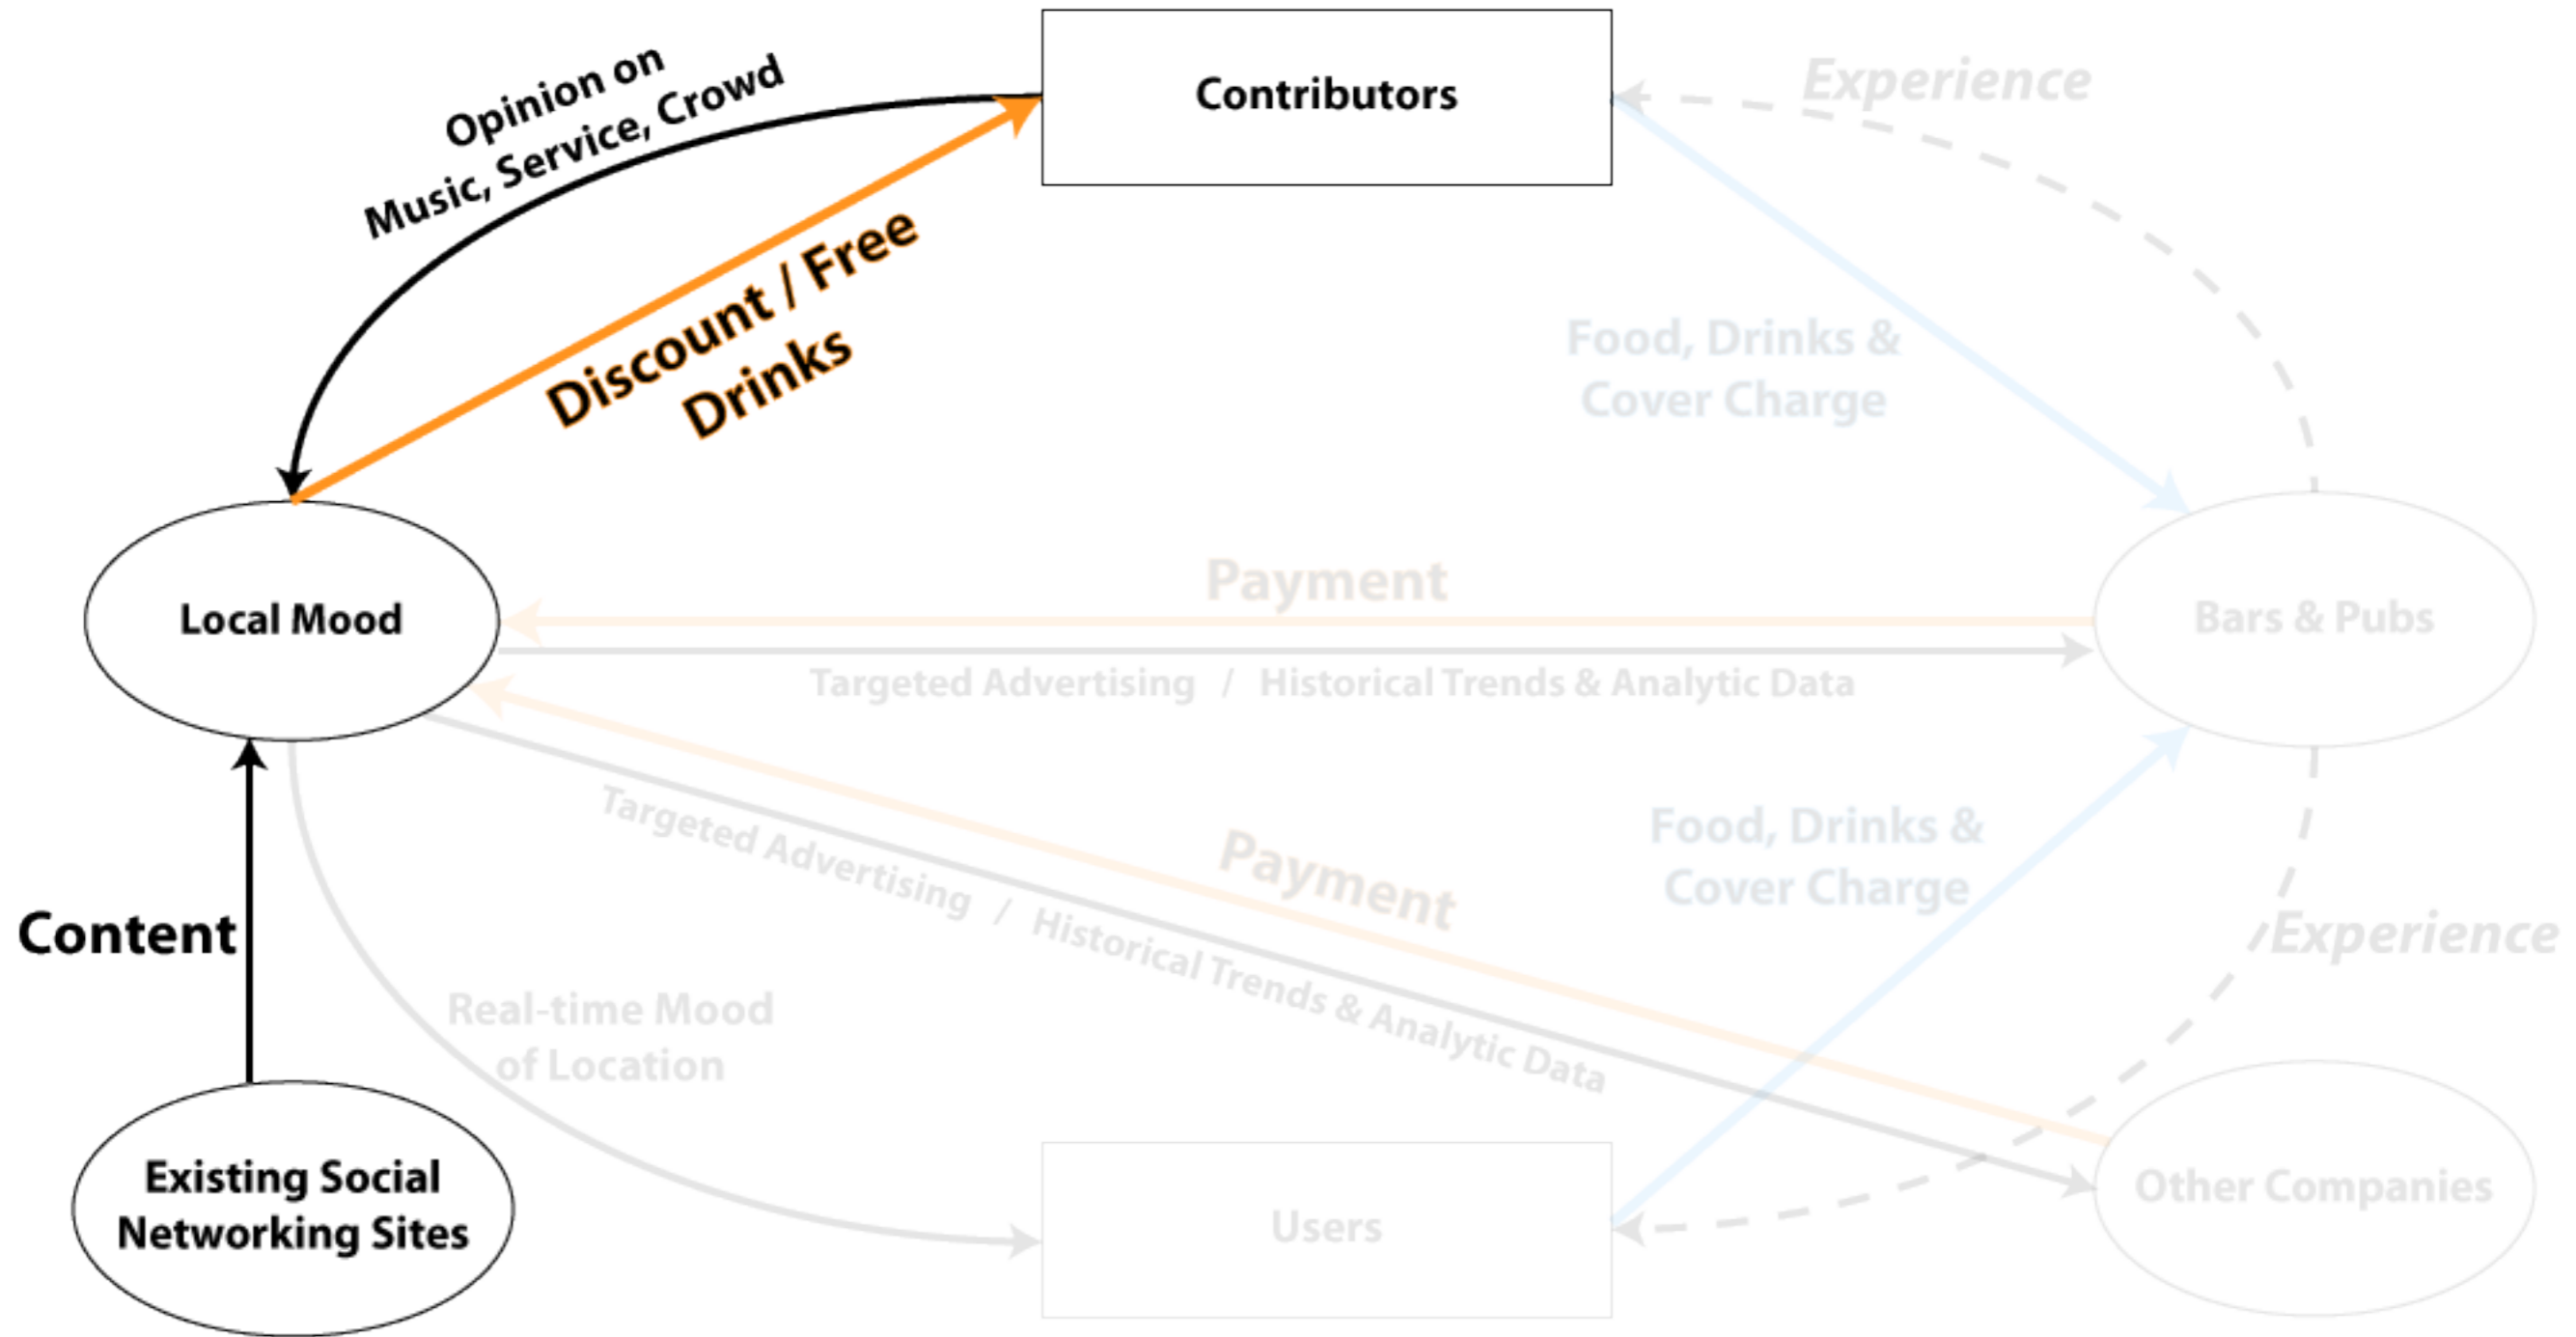 Opinion on
Music, Service, Crowd
Contributors
Experience
Discount / Free
Drinks
Food, Drinks &
Cover Charge
Payment
Local Mood
Bars & Pubs
Targeted Advertising / Historical Trends & Analytic Data
Targeted Advertising / Historical Trends & Analytic Data
Payment
Food, Drinks &
Cover Charge
Content
Experience
Real-time Mood
of Location
Existing Social
Networking Sites
Users
Other Companies